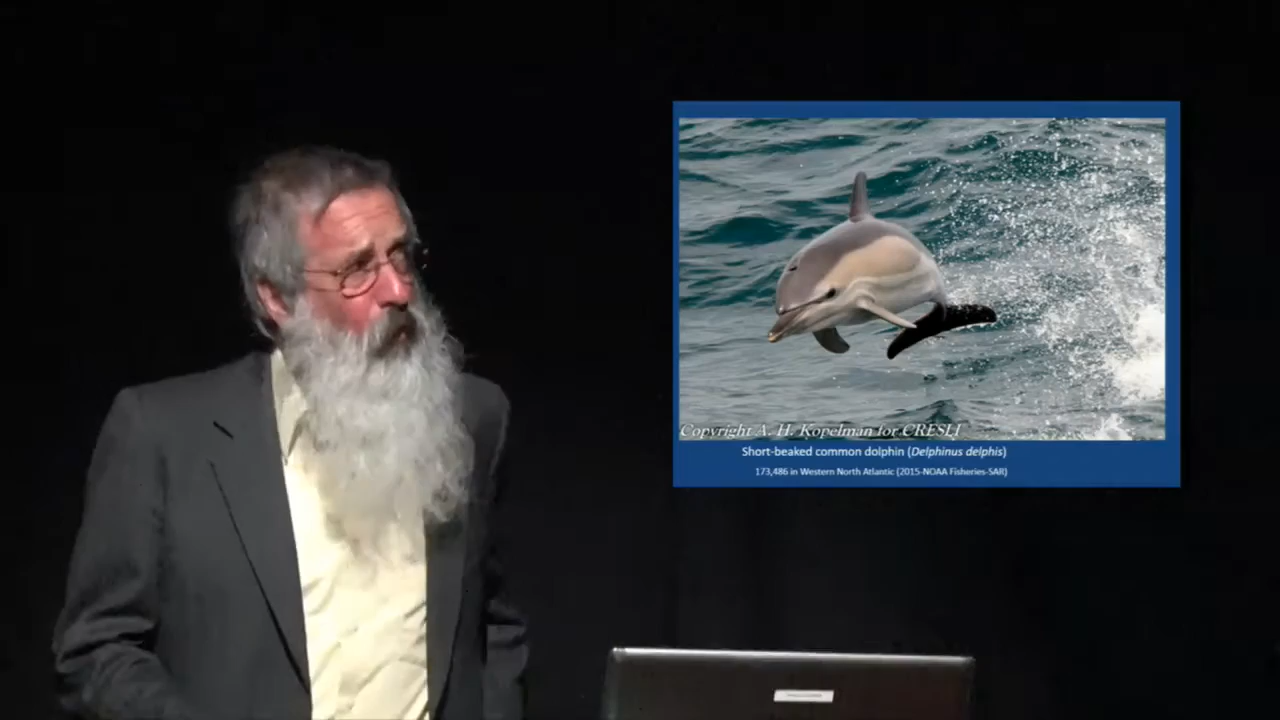 Copyright A. H. Kopelman for CRESLI
Short-beaked common dolphin (Delphinus delphis)
173,486 in Western North Atlantic (2015-NOAA Fisheries-SAR)